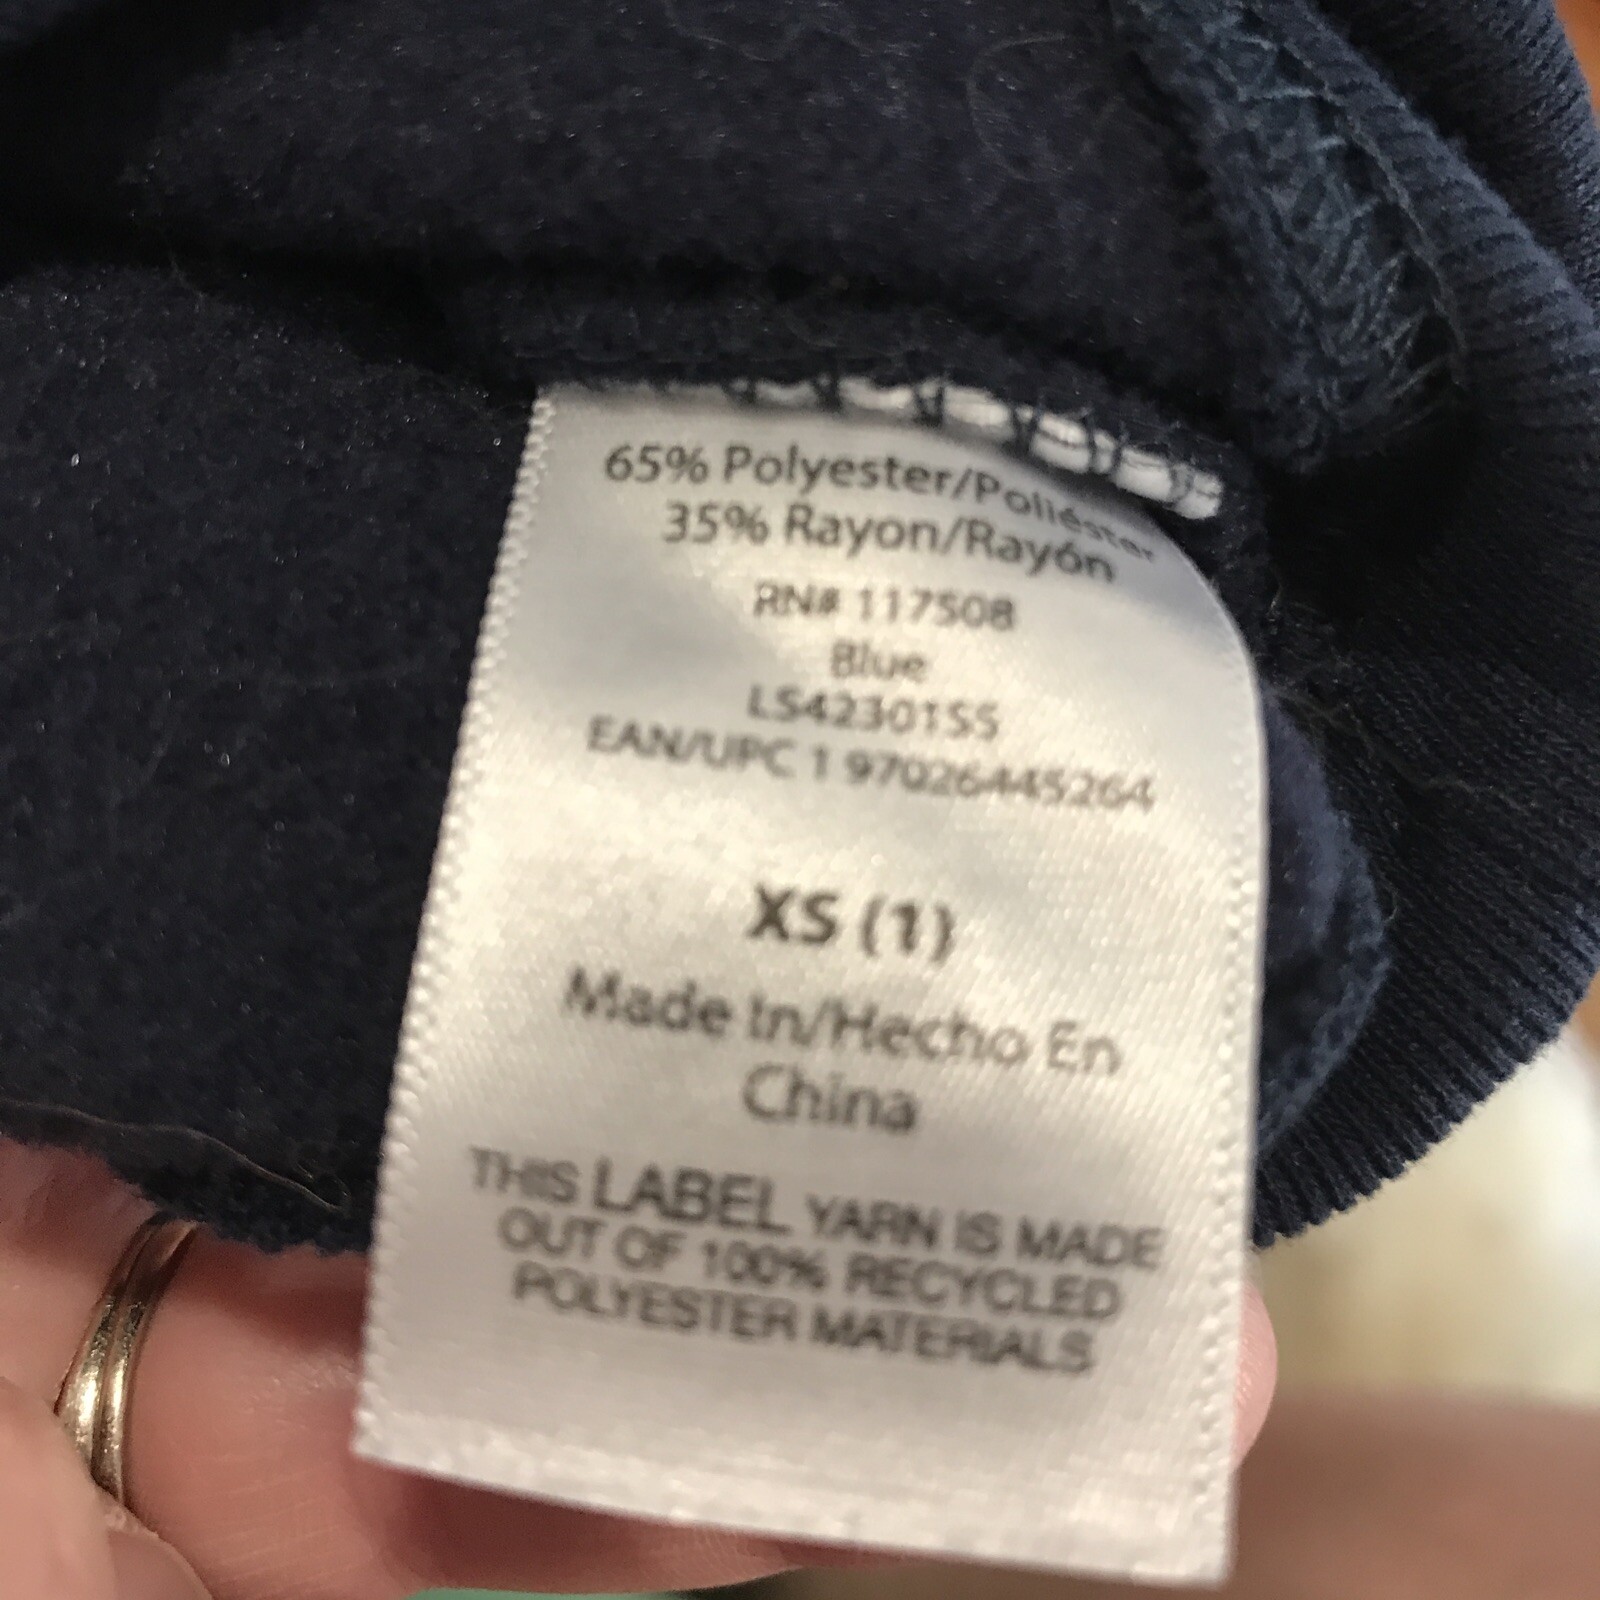 65% Polyester/Poliéster
35% Rayon/Rayón
RN# 117508
Blue
LS42301SS
EAN/UPC 1 97026445264
XS (1)
Made In/Hecho En
China
THIS LABEL YARN IS MADE
OUT OF 100% RECYCLED
POLYESTER MATERIALS